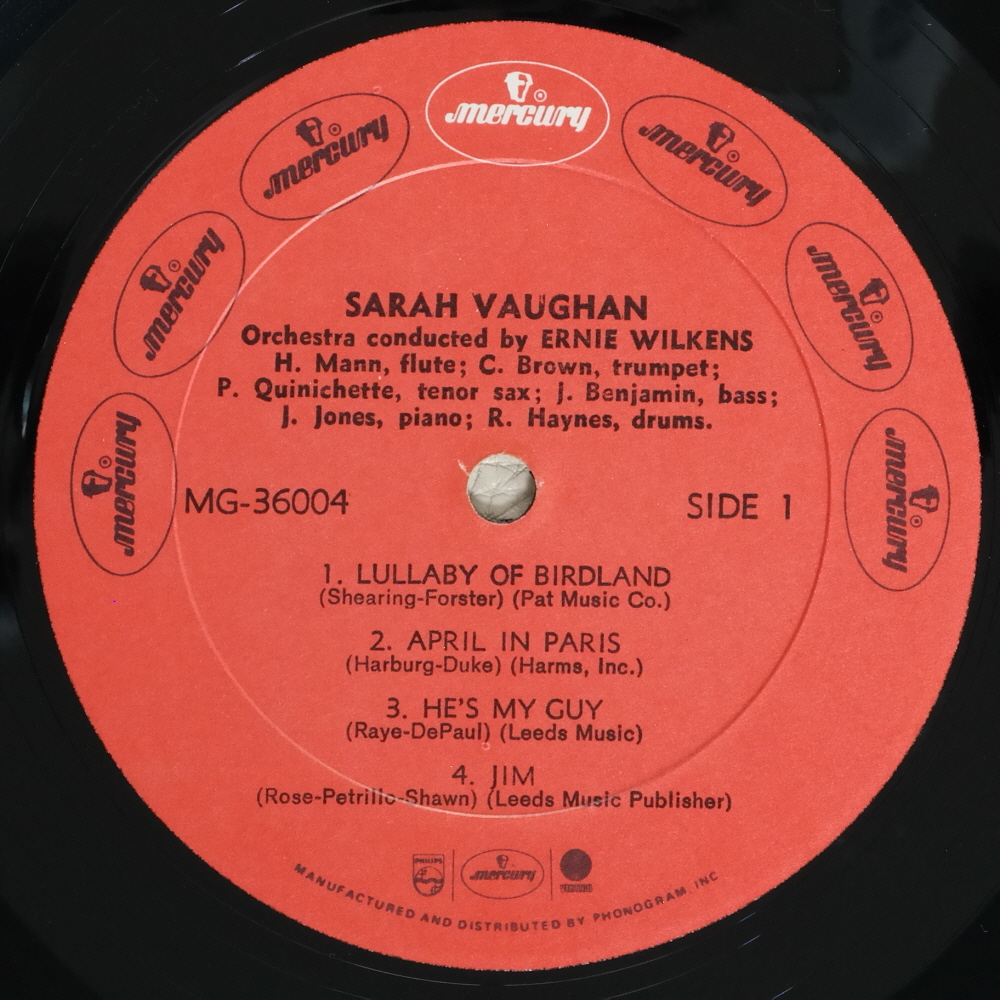 mercury
mercury
mercury
mercury
mercury
mercury
mercury
SARAH VAUGHAN
Orchestra conducted by ERNIE WILKENS
H. Mann, flute; C. Brown, trumpet;
P. Quinichette, tenor sax; J. Benjamin, bass;
J. Jones, piano; R. Haynes, drums.
MG-36004
SIDE 1
1. LULLABY OF BIRDLAND
(Shearing-Forster) (Pat Music Co.)
2. APRIL IN PARIS
(Harburg-Duke) (Harms, Inc.)
3. HE'S MY GUY
(Raye-DePaul) (Leeds Music)
4. JIM
(Rose-Petrillo-Shawn) (Leeds Music Publisher)
PHILIPS
mercury
MANUFACTURED AND DISTRIBUTED BY PHONOGRAM, INC